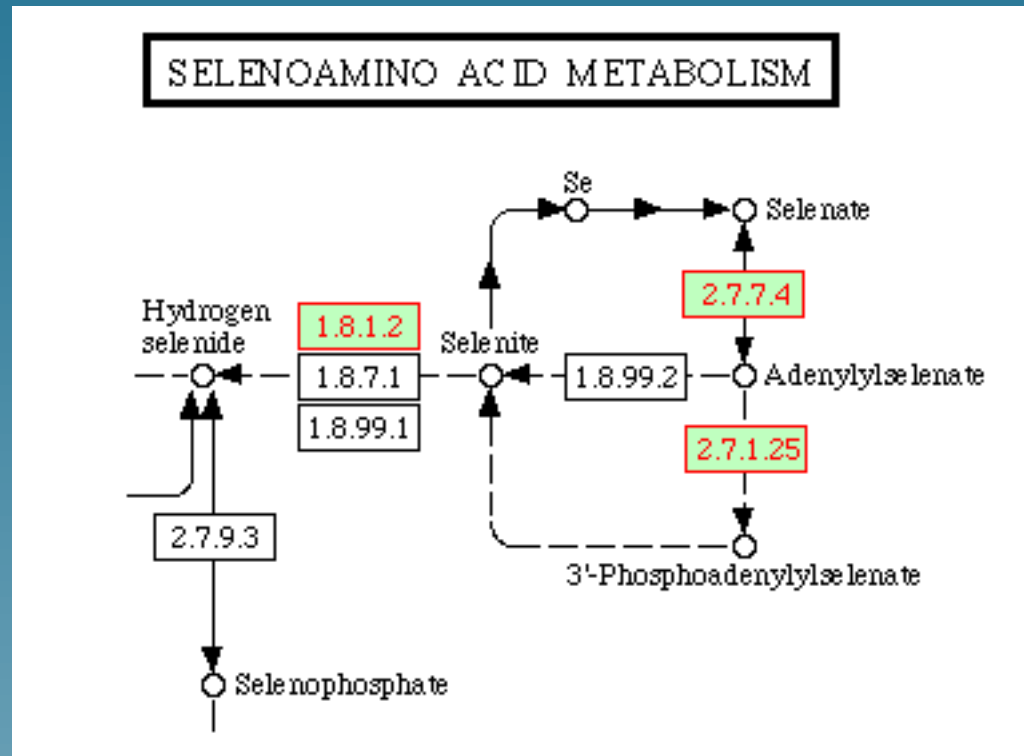 SELENOAMINO ACID METABOLISM
Se
Selenate
2.7.7.4
Hydrogen
selenide
1.8.1.2
Selenite
1.8.7.1
1.8.99.2
Adenylylselenate
1.8.99.1
2.7.1.25
2.7.9.3
3'-Phosphoadenylylselenate
Selenophosphate